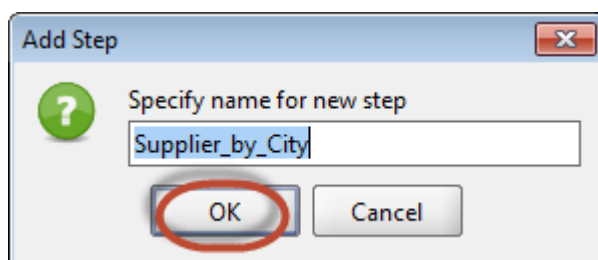 Add Step
Specify name for new step
Supplier_by_City
OK Cancel